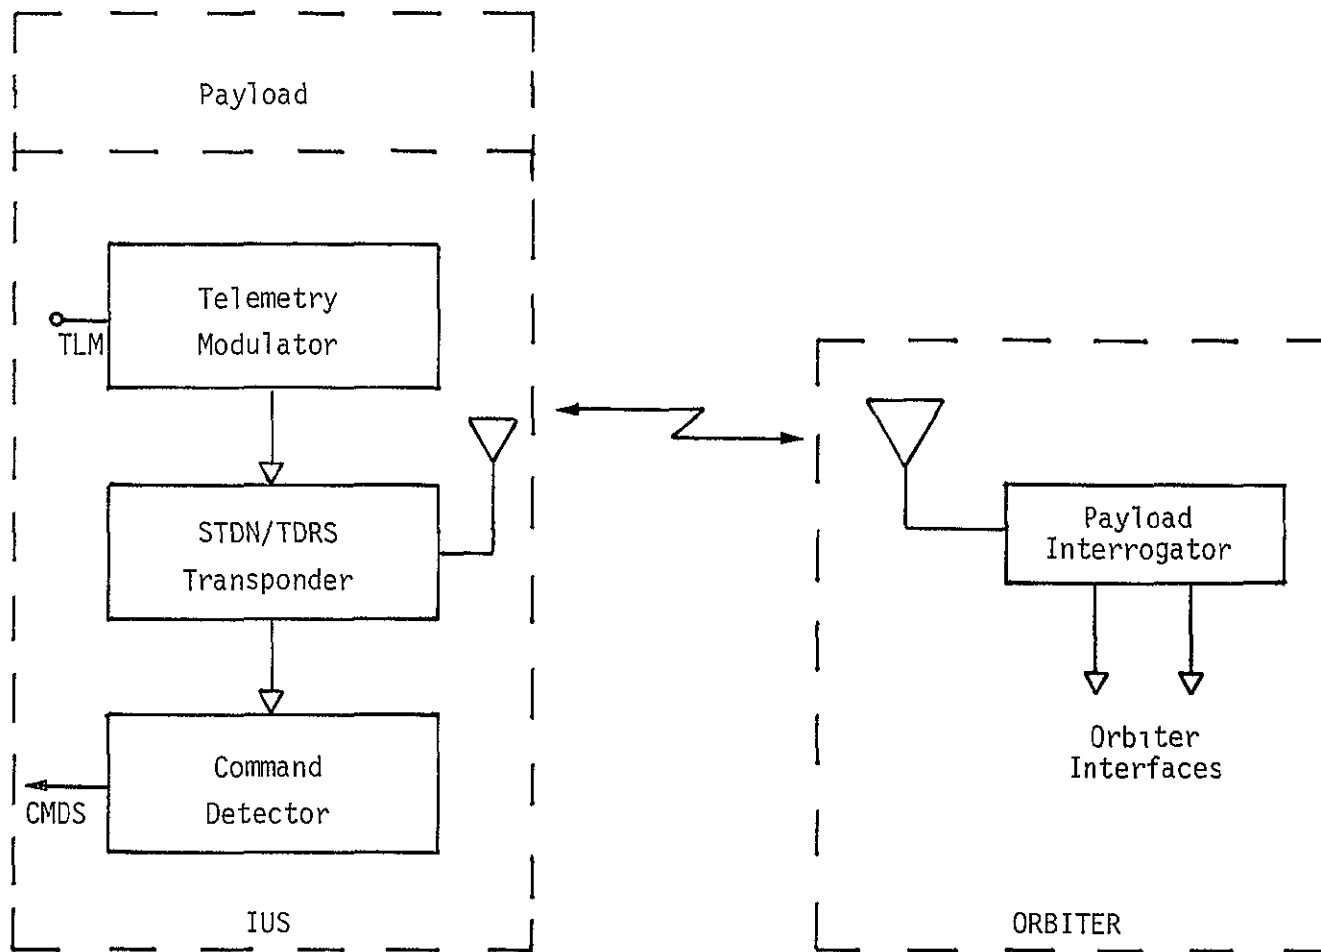 Payload
Telemetry
Modulator
TLM
STDN/TDRS
Transponder
Command
Detector
CMDS
IUS
Payload
Interrogator
Orbiter
Interfaces
ORBITER